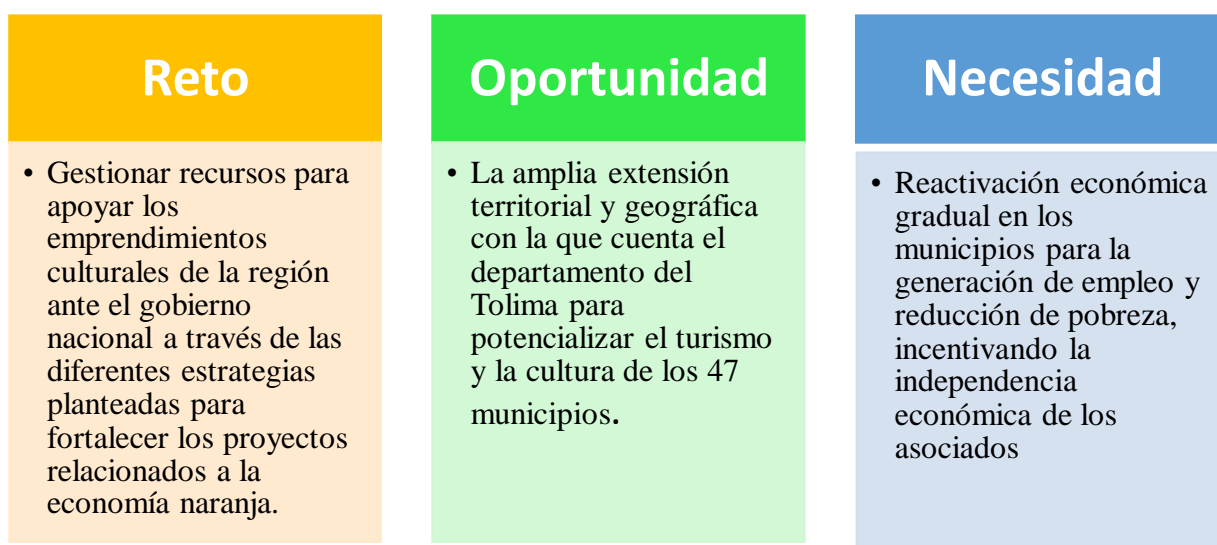 Reto
• Gestionar recursos para
apoyar los
emprendimientos
culturales de la región
ante el gobierno
nacional a través de las
diferentes estrategias
planteadas para
fortalecer los proyectos
relacionados a la
economía naranja.
Oportunidad
• La amplia extensión
territorial y geográfica
con la que cuenta el
departamento del
Tolima para
potencializar el turismo
y la cultura de los 47
municipios.
Necesidad
• Reactivación económica
gradual en los
municipios para la
generación de empleo y
reducción de pobreza,
incentivando la
independencia
económica de los
asociados